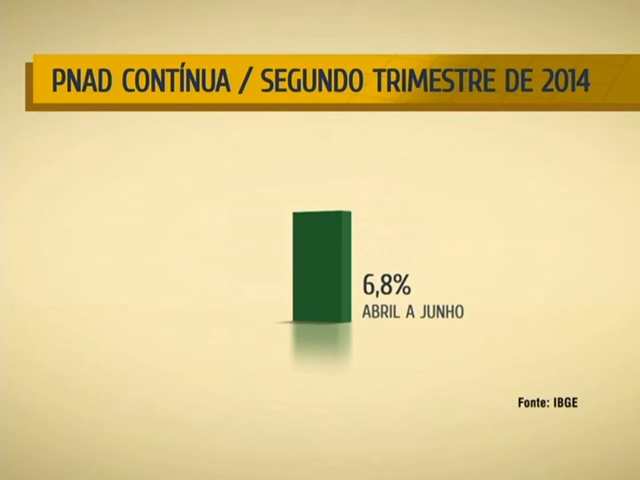 PNAD CONTÍNUA / SEGUNDO TRIMESTRE DE 2014
6,8%
ABRIL A JUNHO
Fonte: IBGE